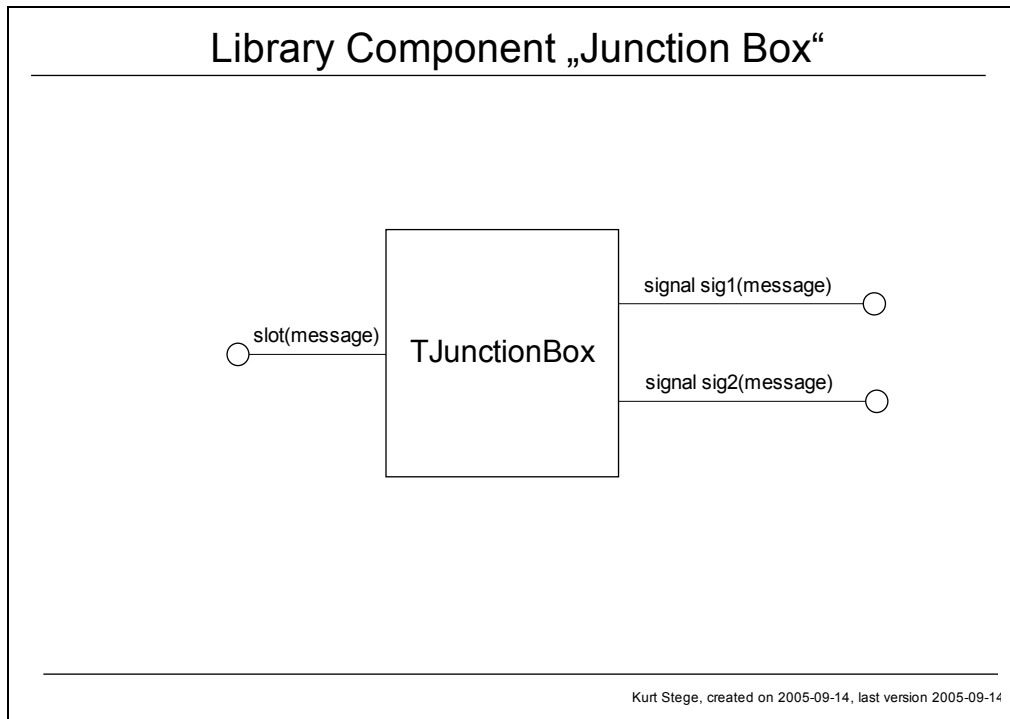 Library Component „Junction Box“
signal sig1(message)
slot(message)
TJunctionBox
signal sig2(message)
Kurt Stege, created on 2005-09-14, last version 2005-09-14